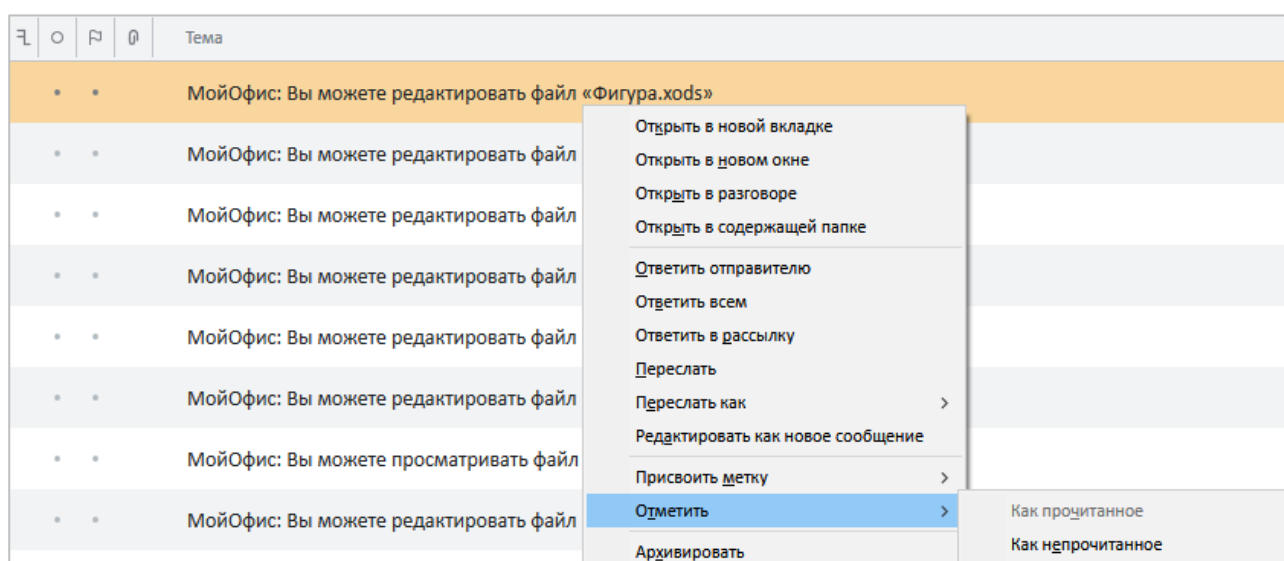 Тема
МойОфис: Вы можете редактировать файл «Фигура.xods»
МойОфис: Вы можете редактировать файл
МойОфис: Вы можете редактировать файл
МойОфис: Вы можете редактировать файл
МойОфис: Вы можете редактировать файл
МойОфис: Вы можете редактировать файл
МойОфис: Вы можете просматривать файл
МойОфис: Вы можете редактировать файл
Открыть в новой вкладке
Открыть в новом окне
Открыть в разговоре
Открыть в содержащей папке
Ответить отправителю
Ответить всем
Ответить в рассылку
Переслать
Переслать как
Редактировать как новое сообщение
Присвоить метку
Отметить
Архивировать
Как прочитанное
Как непрочитанное